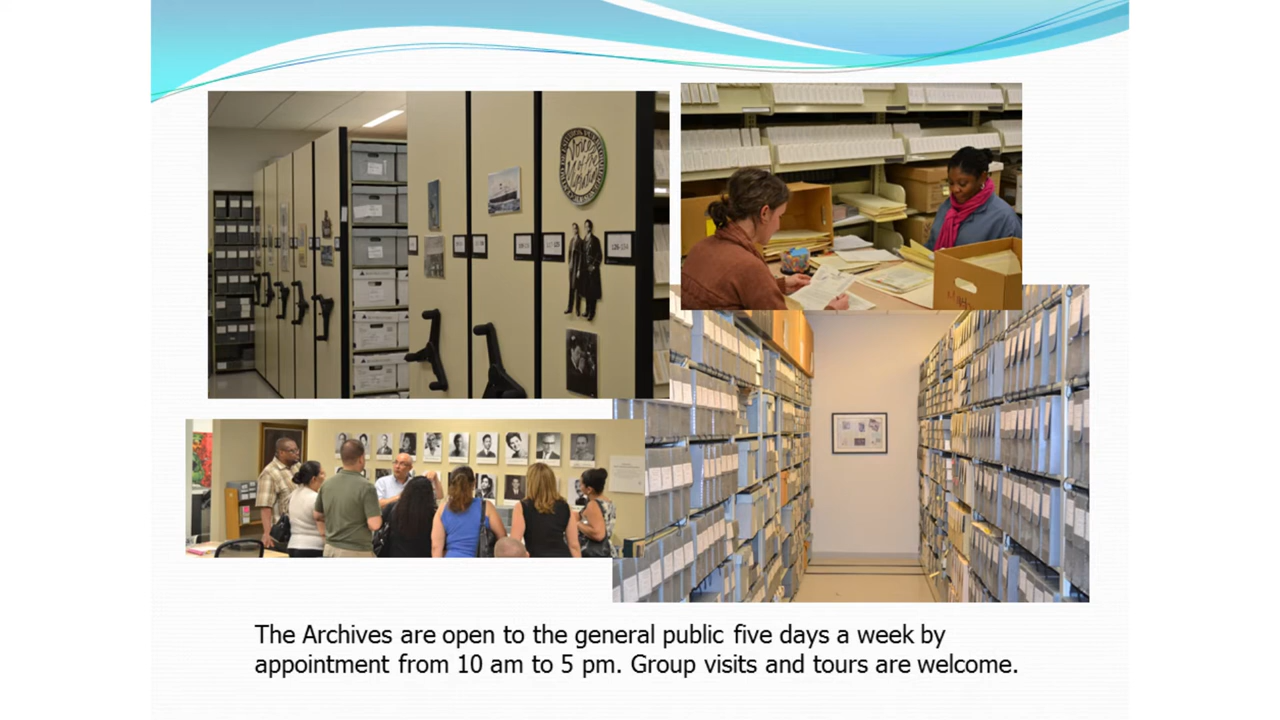 The Archives are open to the general public five days a week by
appointment from 10 am to 5 pm. Group visits and tours are welcome.